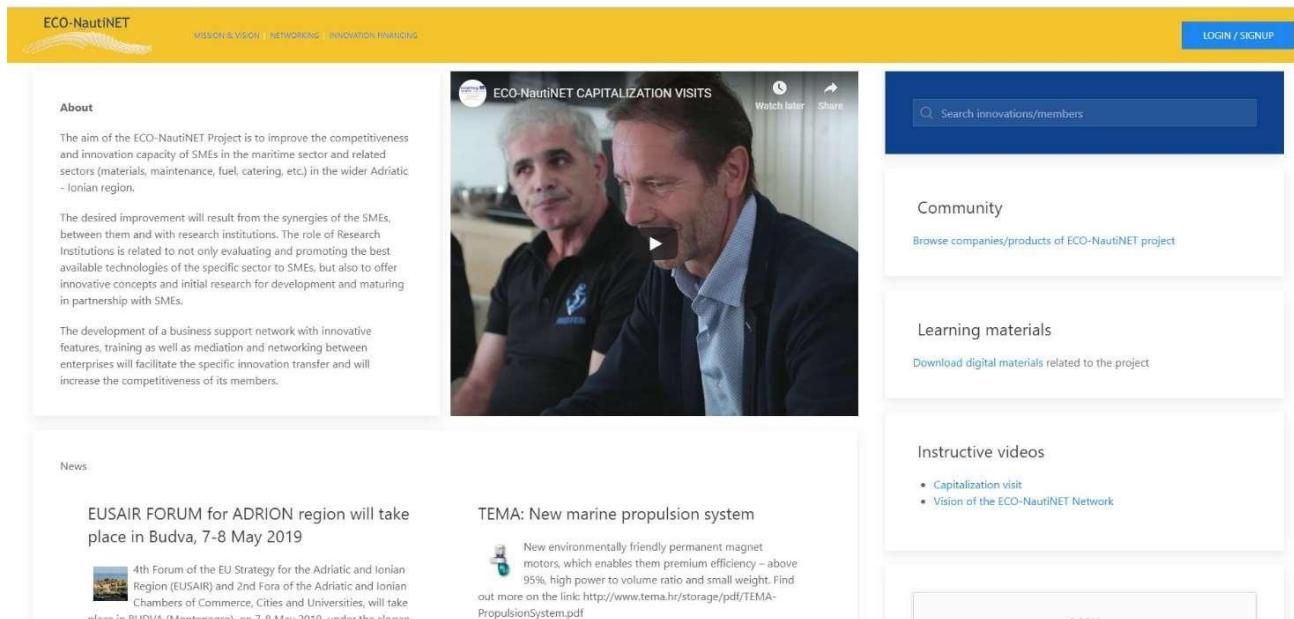 ECO-NautiNET
MISSION & VISION | NETWORKING | INNOVATION FINANCING
LOGIN / SIGNUP
About
The aim of the ECO-NautiNET Project is to improve the competitiveness
and innovation capacity of SMEs in the maritime sector and related
sectors (materials, maintenance, fuel, catering, etc.) in the wider Adriatic
- Ionian region.
The desired improvement will result from the synergies of the SMEs,
between them and with research institutions. The role of Research
Institutions is related to not only evaluating and promoting the best
available technologies of the specific sector to SMEs, but also to offer
innovative concepts and initial research for development and maturing
in partnership with SMEs.
The development of a business support network with innovative
features, training as well as mediation and networking between
enterprises will facilitate the specific innovation transfer and will
increase the competitiveness of its members.
ECO-NautiNET CAPITALIZATION VISITS
Watch later
Share
Search innovations/members
Community
Browse companies/products of ECO-NautiNET project
Learning materials
Download digital materials related to the project
Instructive videos
• Capitalization visit
• Vision of the ECO-NautiNET Network
News
EUSAIR FORUM for ADRION region will take
place in Budva, 7-8 May 2019
4th Forum of the EU Strategy for the Adriatic and Ionian
Region (EUSAIR) and 2nd Fora of the Adriatic and Ionian
Chambers of Commerce, Cities and Universities, will take
place in BUDVA (Montenegro), on 7-8 May 2019, under the slogan
TEMA: New marine propulsion system
New environmentally friendly permanent magnet
motors, which enables them premium efficiency – above
95%, high power to volume ratio and small weight. Find
out more on the link: http://www.tema.hr/storage/pdf/TEMA-
PropulsionSystem.pdf